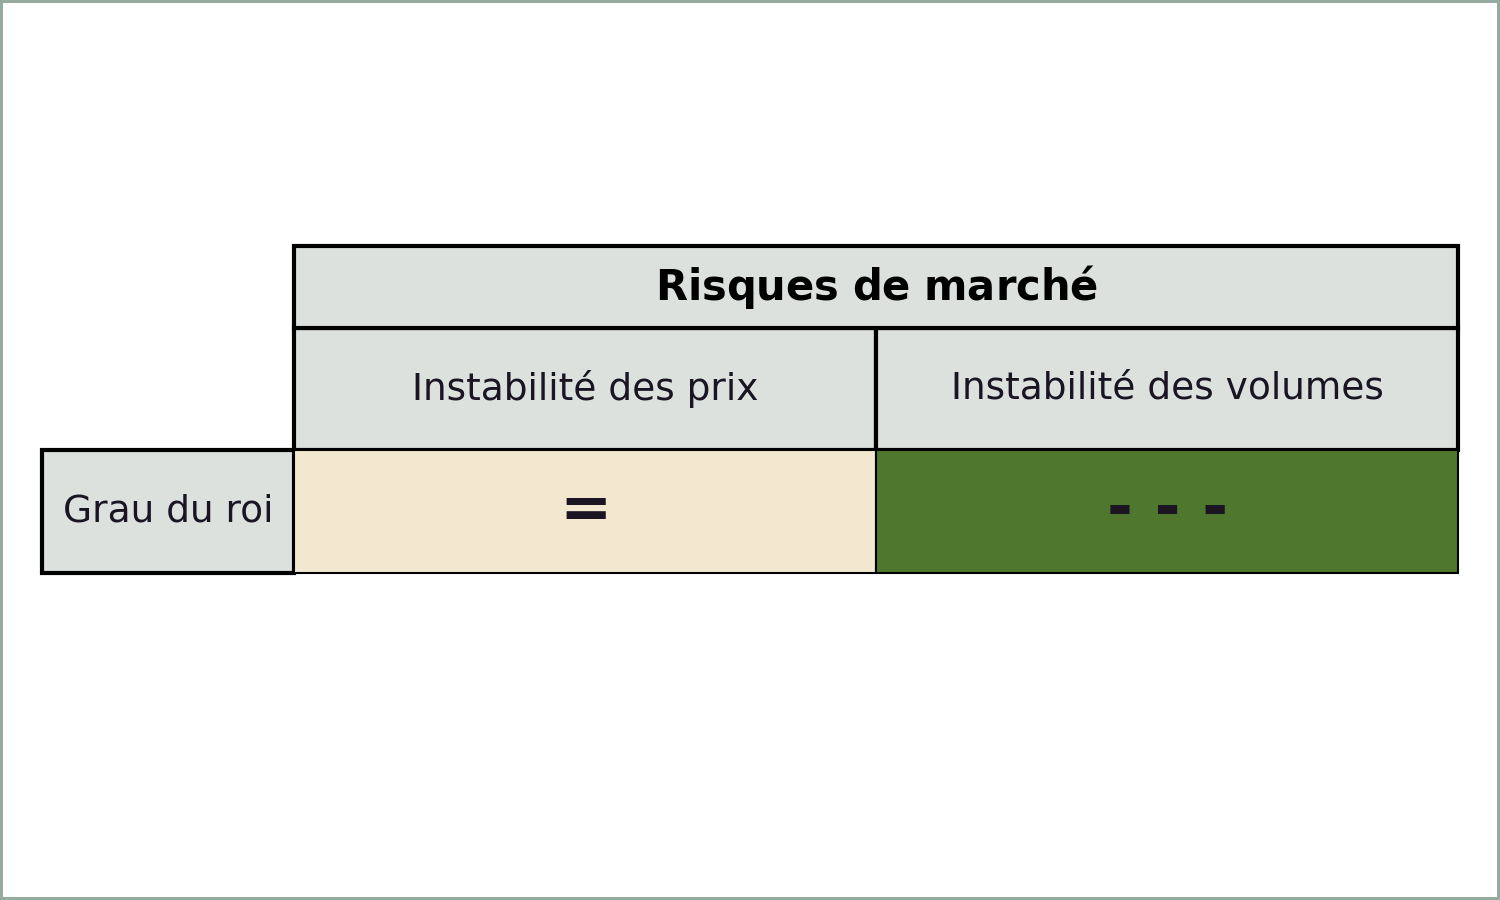 Risques de marché
Instabilité des prix
Instabilité des volumes
Grau du roi
=
- - -